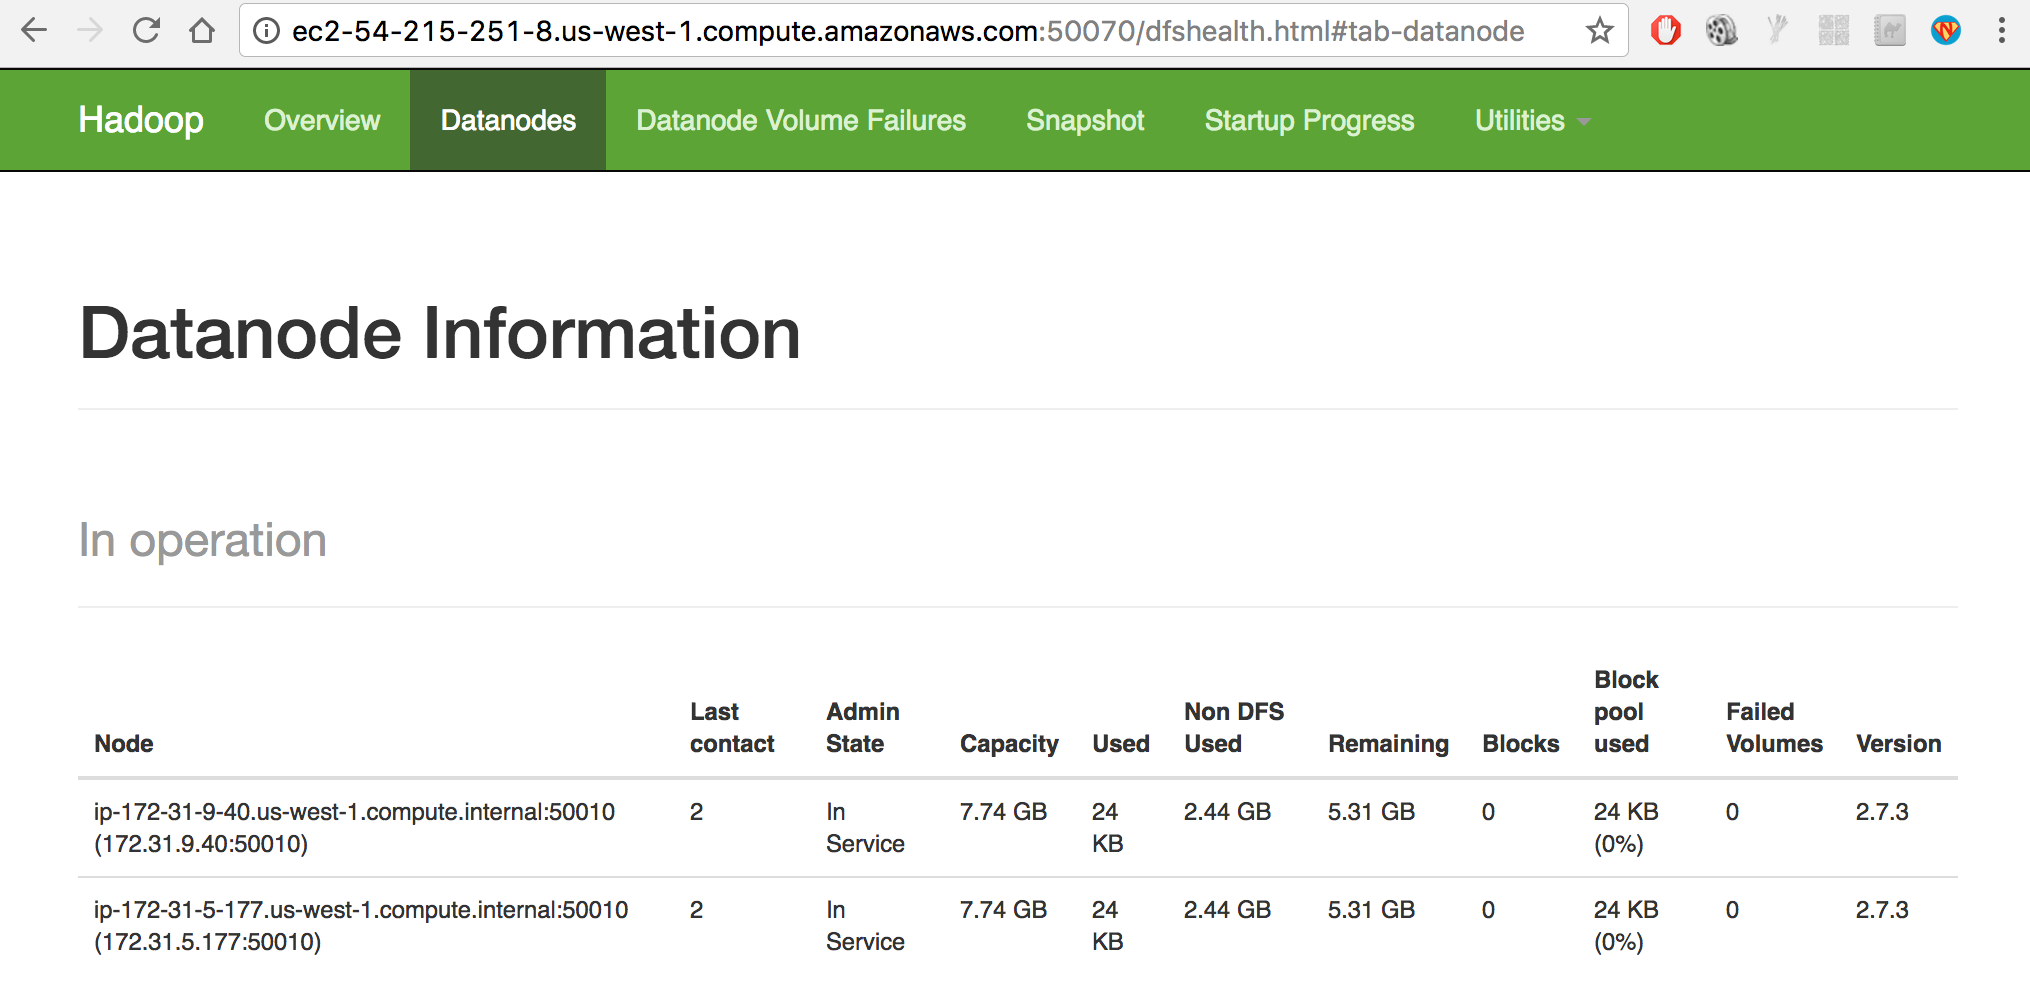 ec2-54-215-251-8.us-west-1.compute.amazonaws.com:50070/dfshealth.html#tab-datanode
Hadoop Overview Datanodes Datanode Volume Failures Snapshot Startup Progress Utilities
Datanode Information
In operation
Node Last contact Admin State Capacity Used Non DFS Used Remaining Blocks Block pool used Failed Volumes Version
ip-172-31-9-40.us-west-1.compute.internal:50010 (172.31.9.40:50010) 2 In Service 7.74 GB 24 KB 2.44 GB 5.31 GB 0 24 KB (0%) 0 2.7.3
ip-172-31-5-177.us-west-1.compute.internal:50010 (172.31.5.177:50010) 2 In Service 7.74 GB 24 KB 2.44 GB 5.31 GB 0 24 KB (0%) 0 2.7.3